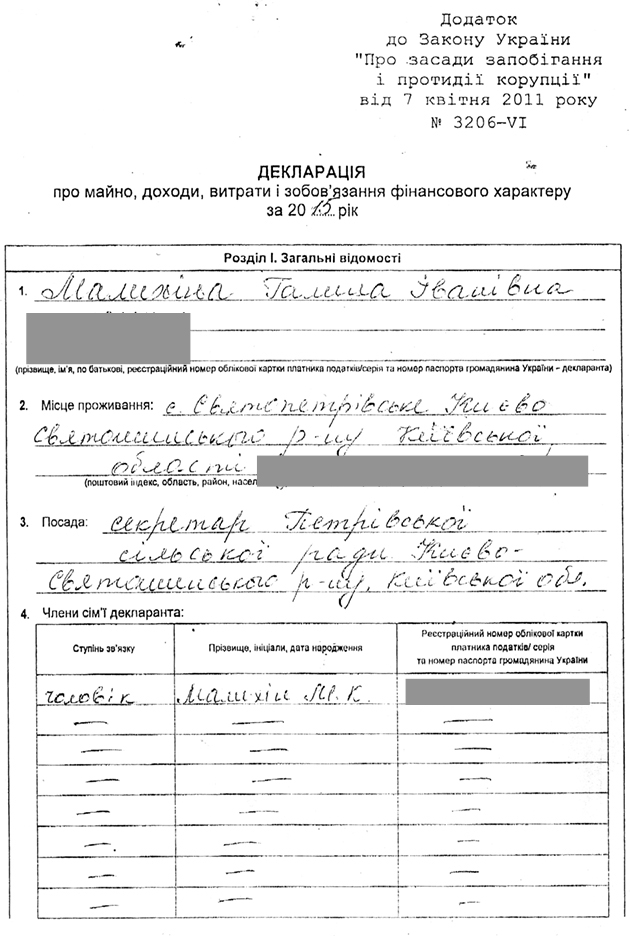 Додаток
до Закону України
"Про засади запобігання
і протидії корупції"
від 7 квітня 2011 року
№ 3206-VI
ДЕКЛАРАЦІЯ
про майно, доходи, витрати і зобов'язання фінансового характеру
за 2015 рік
Розділ I. Загальні відомості
1. Малихіна Галина Іванівна
(прізвище, ім'я, по батькові, реєстраційний номер облікової картки платника податків/серія та номер паспорта громадянина України – декларанта)
2. Місце проживання: с. Святопетрівське Києво
Святошинського р-ну Київської
області
(поштовий індекс, область, район, насел
3. Посада: секретар Петрівської
сільської ради Києво-
Святошинського р-ну, Київської обл.
4. Члени сім'ї декларанта:
Ступінь зв'язку
Прізвище, ініціали, дата народження
Реєстраційний номер облікової картки
платника податків/ серія
та номер паспорта громадянина України
чоловік Малихін М. К.